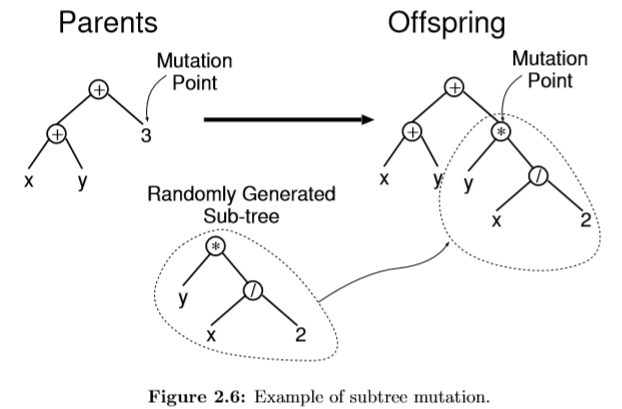 Parents
Offspring
Mutation
Point
Mutation
Point
+
+
3
x
y
+
+
*
x
y
y
/
x
2
Randomly Generated
Sub-tree
*
y
/
x
2
Figure 2.6: Example of subtree mutation.